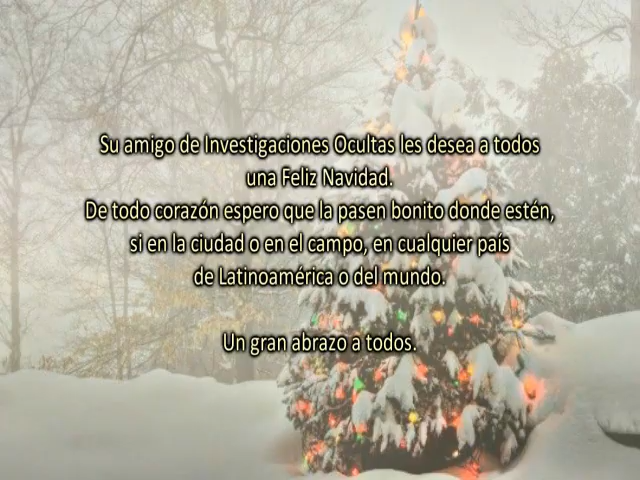 Su amigo de Investigaciones Ocultas les desea a todos
una Feliz Navidad.
De todo corazón espero que la pasen bonito donde estén,
si en la ciudad o en el campo, en cualquier país
de Latinoamérica o del mundo.
Un gran abrazo a todos.